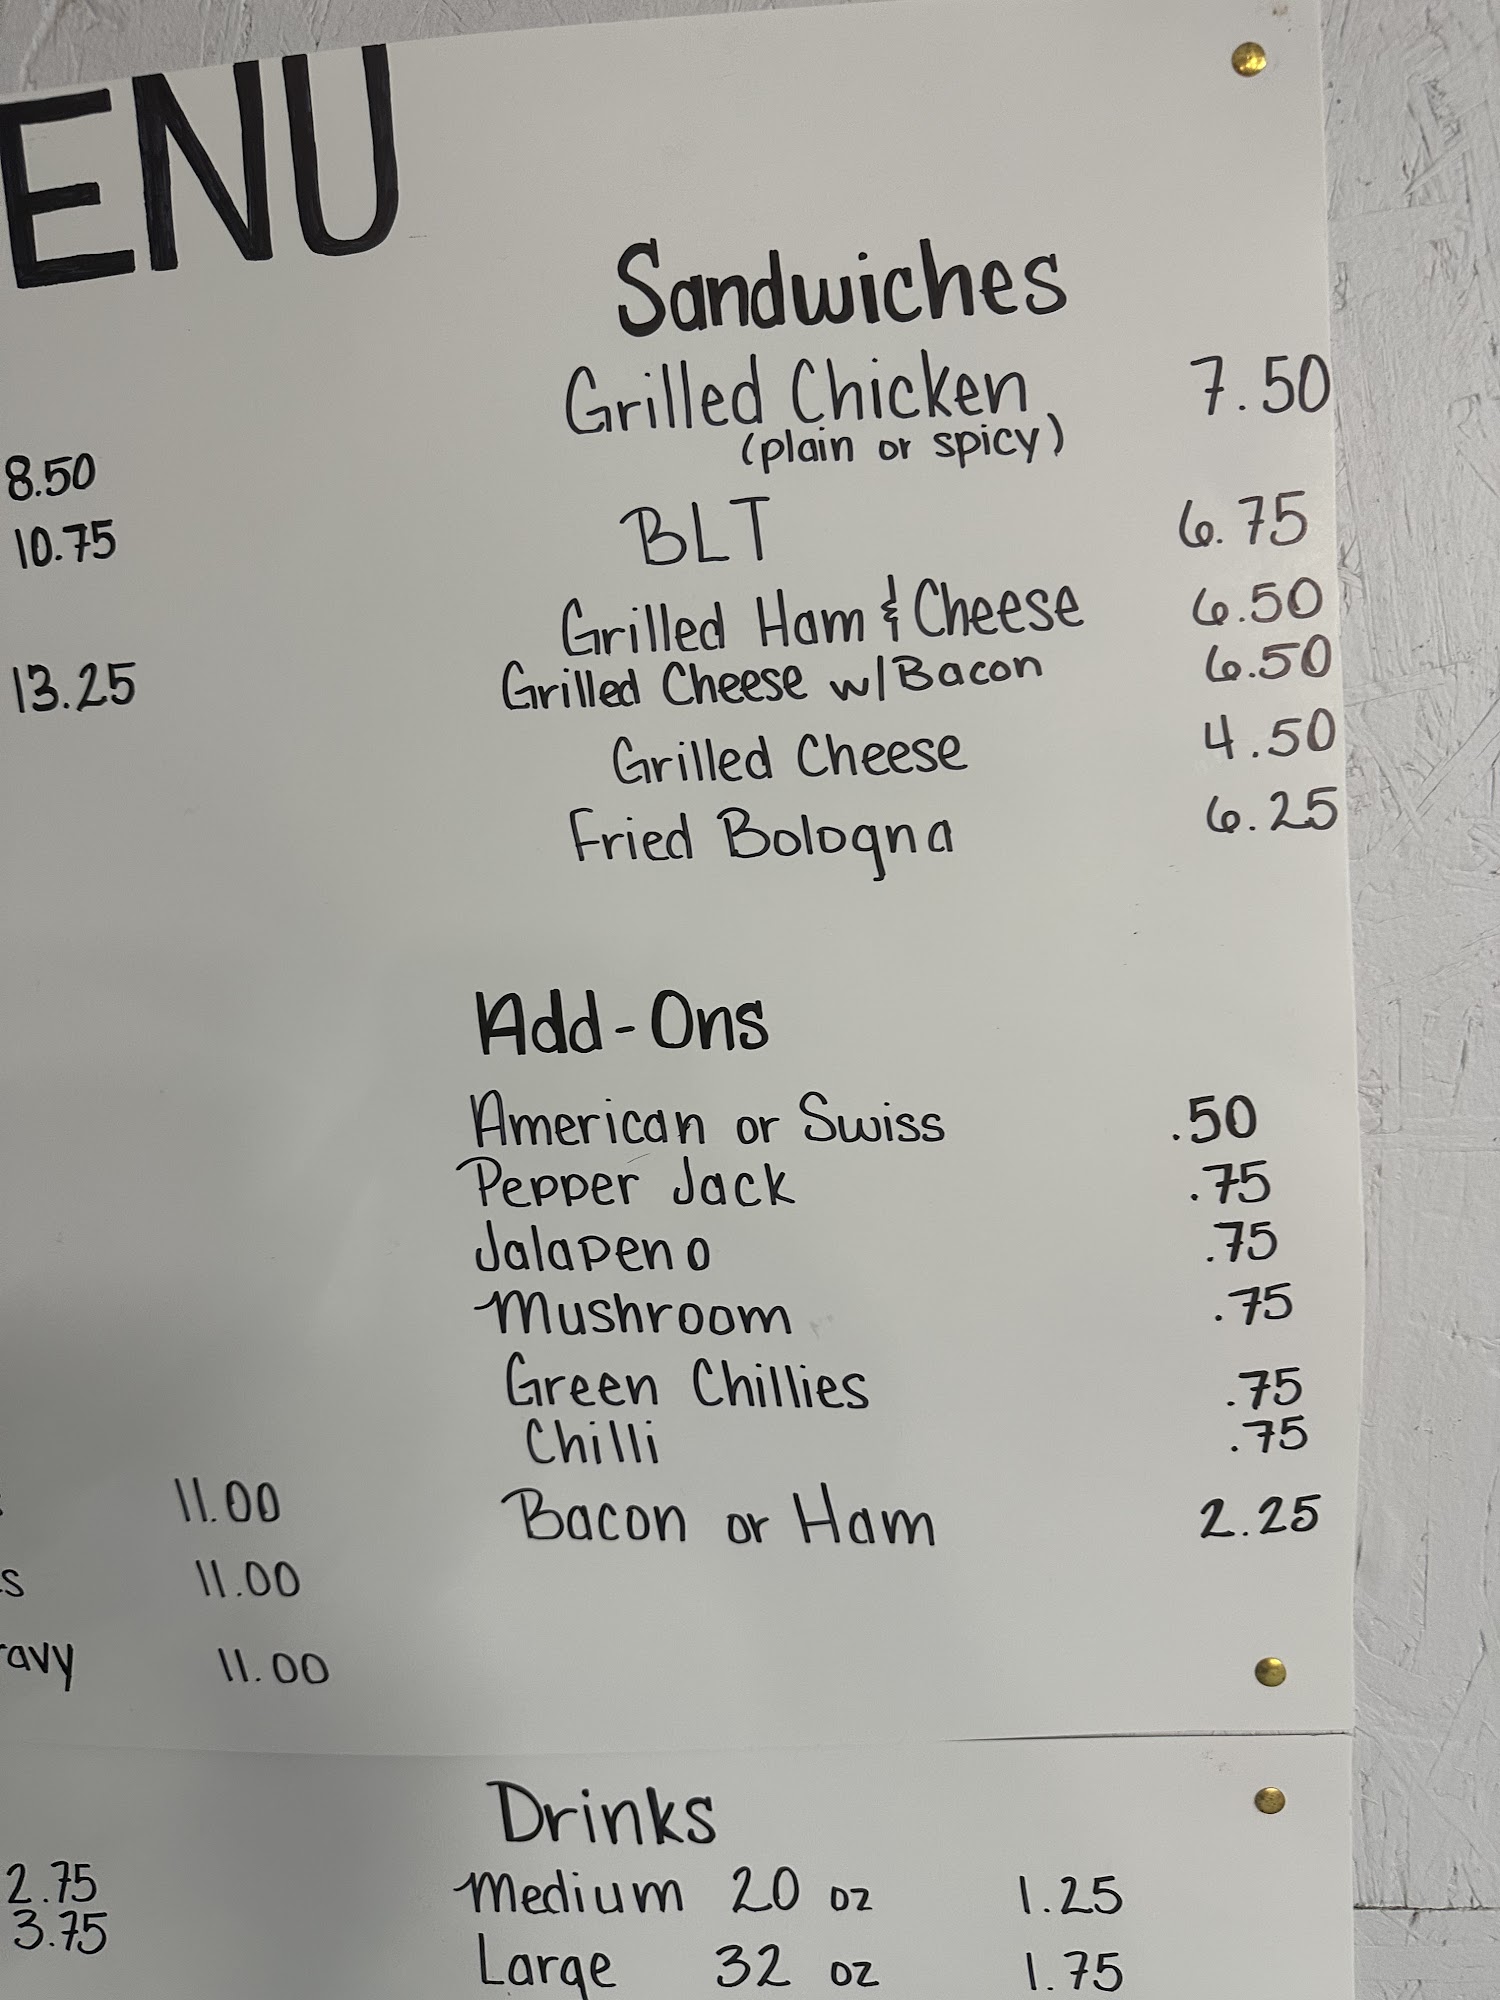 ENU
8.50
10.75
13.25
11.00
11.00
ravy 11.00
Sandwiches
Grilled Chicken 7.50
(plain or spicy)
BLT 6.75
Grilled Ham & Cheese 6.50
Grilled Cheese w/Bacon 6.50
Grilled Cheese 4.50
Fried Bologna 6.25
Add-Ons
American or Swiss .50
Pepper Jack .75
Jalapeno .75
Mushroom .75
Green Chillies .75
Chilli .75
Bacon or Ham 2.25
2.75
3.75
Drinks
Medium 20 oz 1.25
Large 32 oz 1.75